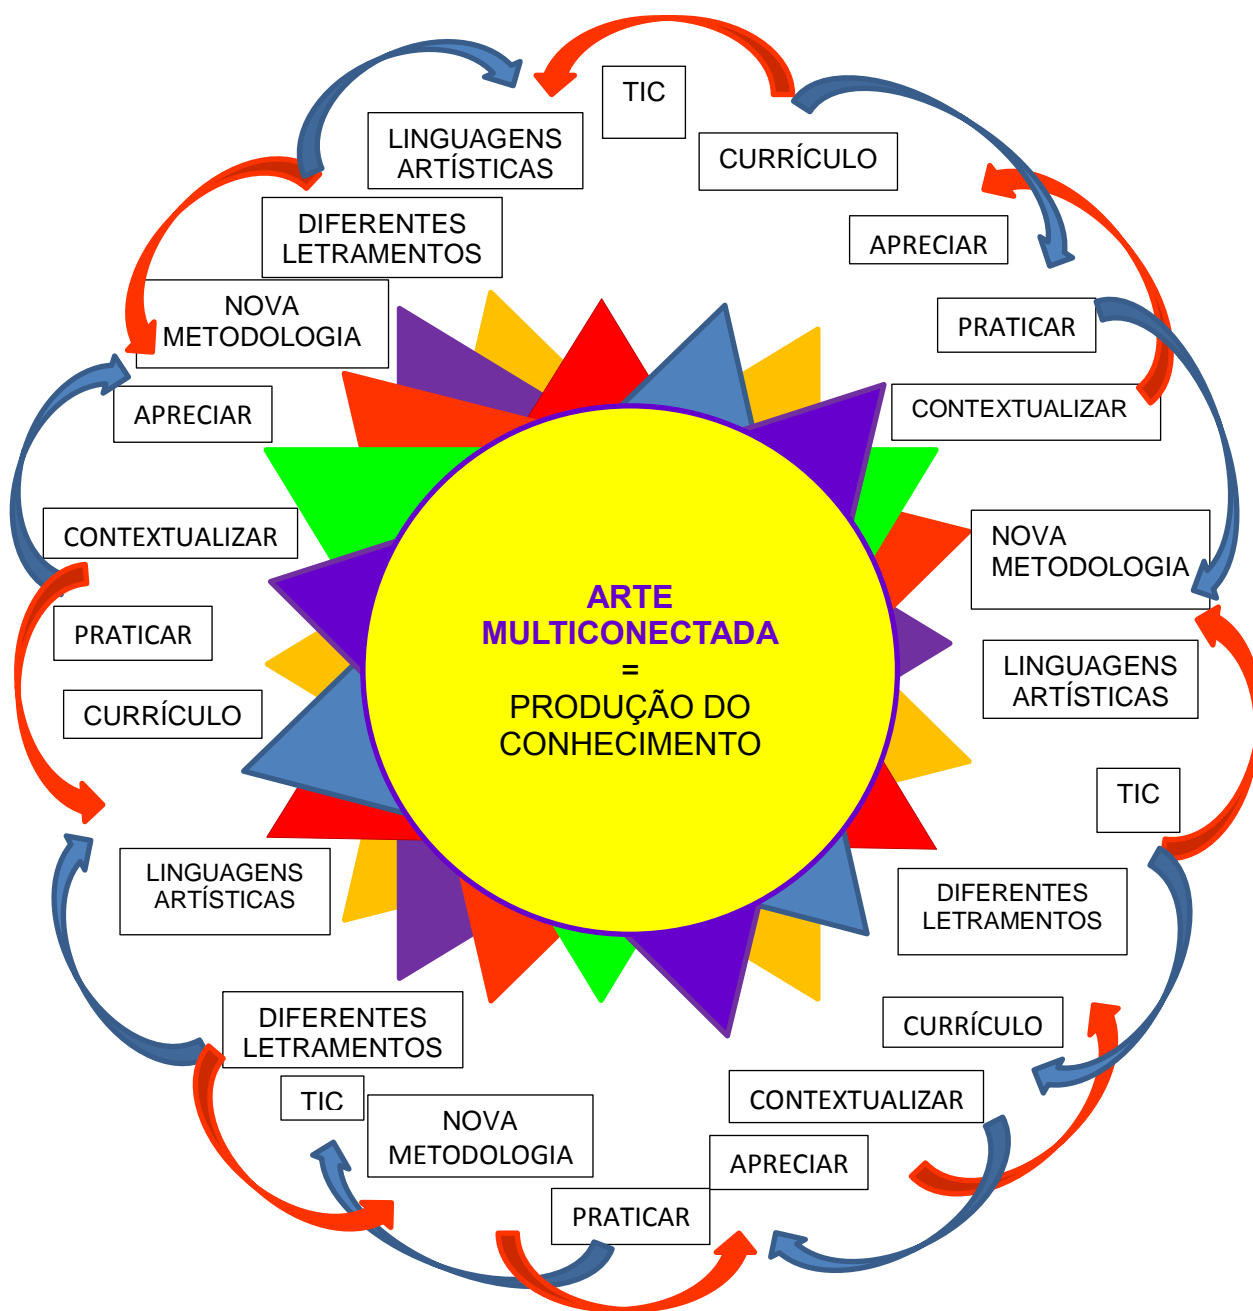 TIC
LINGUAGENS
ARTÍSTICAS
CURRÍCULO
DIFERENTES
LETRAMENTOS
APRECIAR
NOVA
METODOLOGIA
PRATICAR
APRECIAR
CONTEXTUALIZAR
CONTEXTUALIZAR
NOVA
METODOLOGIA
ARTE
MULTICONECTADA
=
PRODUÇÃO DO
CONHECIMENTO
PRATICAR
LINGUAGENS
ARTÍSTICAS
CURRÍCULO
TIC
LINGUAGENS
ARTÍSTICAS
DIFERENTES
LETRAMENTOS
DIFERENTES
LETRAMENTOS
CURRÍCULO
TIC
CONTEXTUALIZAR
NOVA
METODOLOGIA
APRECIAR
PRATICAR